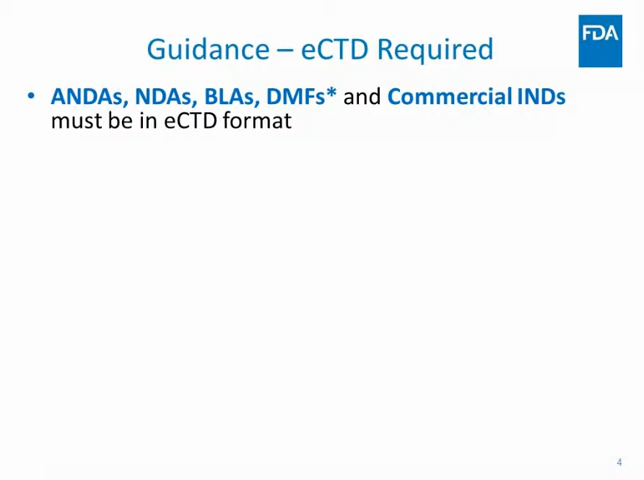 FDA
Guidance – eCTD Required
• ANDAs, NDAs, BLAs, DMFs* and Commercial INDs
must be in eCTD format
4